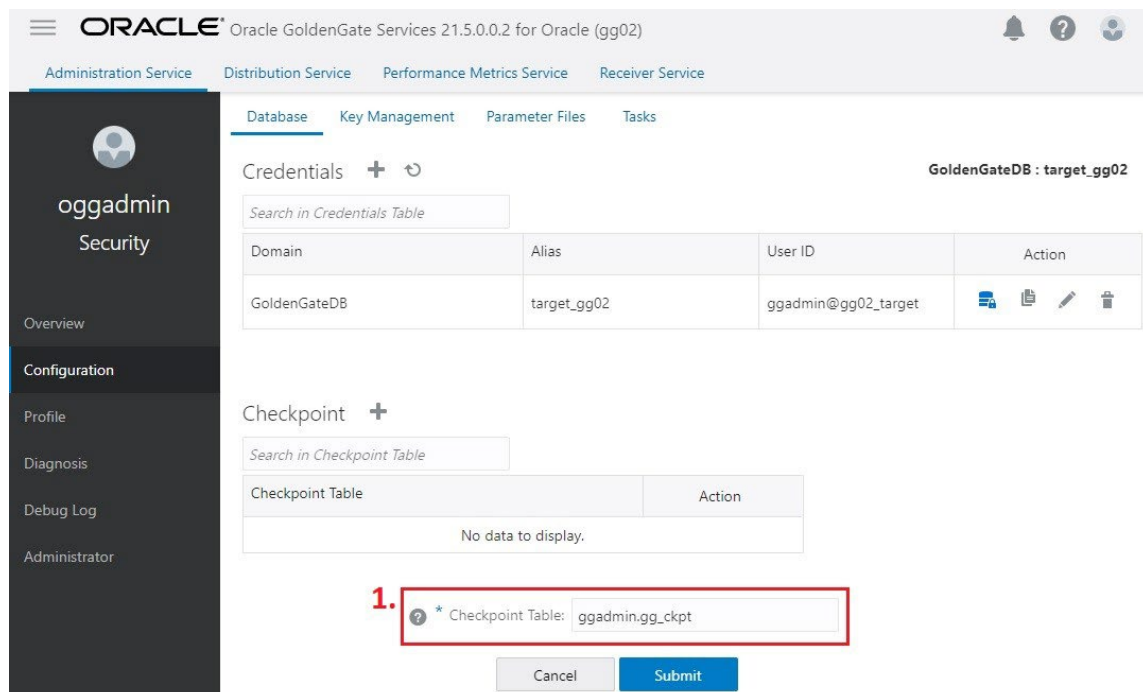 ORACLE® Oracle GoldenGate Services 21.5.0.0.2 for Oracle (gg02)
Administration Service Distribution Service Performance Metrics Service Receiver Service
oggadmin
Security
Overview
Configuration
Profile
Diagnosis
Debug Log
Administrator
Database Key Management Parameter Files Tasks
Credentials
GoldenGateDB : target_gg02
Search in Credentials Table
Domain Alias User ID Action
GoldenGateDB target_gg02 ggadmin@gg02_target
Checkpoint
Search in Checkpoint Table
Checkpoint Table Action
No data to display.
1. * Checkpoint Table: ggadmin.gg_ckpt
Cancel Submit